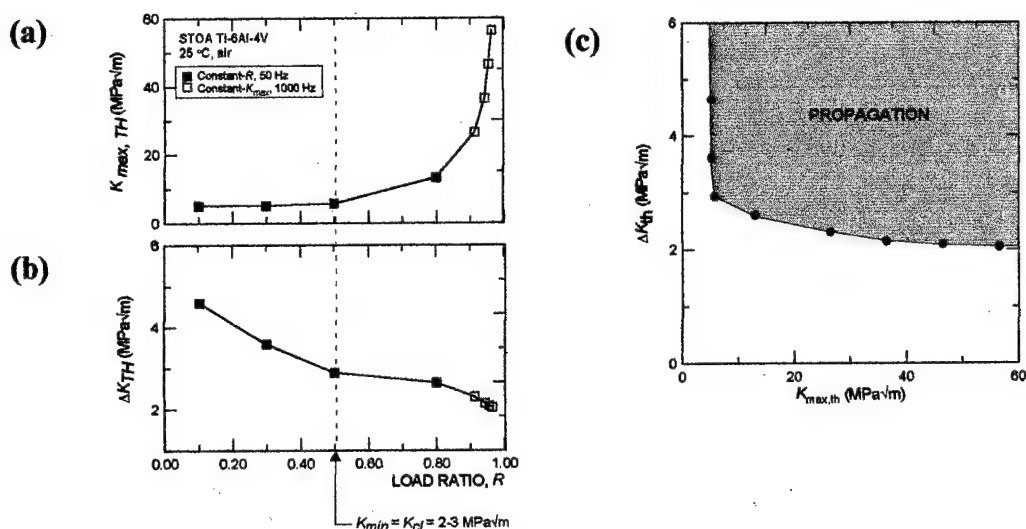 (a)
STOA Ti-6Al-4V
25 °C, air
Constant-R, 50 Hz
Constant-Kmax, 1000 Hz
Kmax, TH (MPa√m)
60
40
20
0
(b)
ΔKTH (MPa√m)
6
4
2
0.00 0.20 0.40 0.60 0.80 1.00
LOAD RATIO, R
Kmin = Kcl = 2-3 MPa√m
(c)
PROPAGATION
ΔKth (MPa√m)
6
4
2
0
0 20 40 60
Kmax,th (MPa√m)